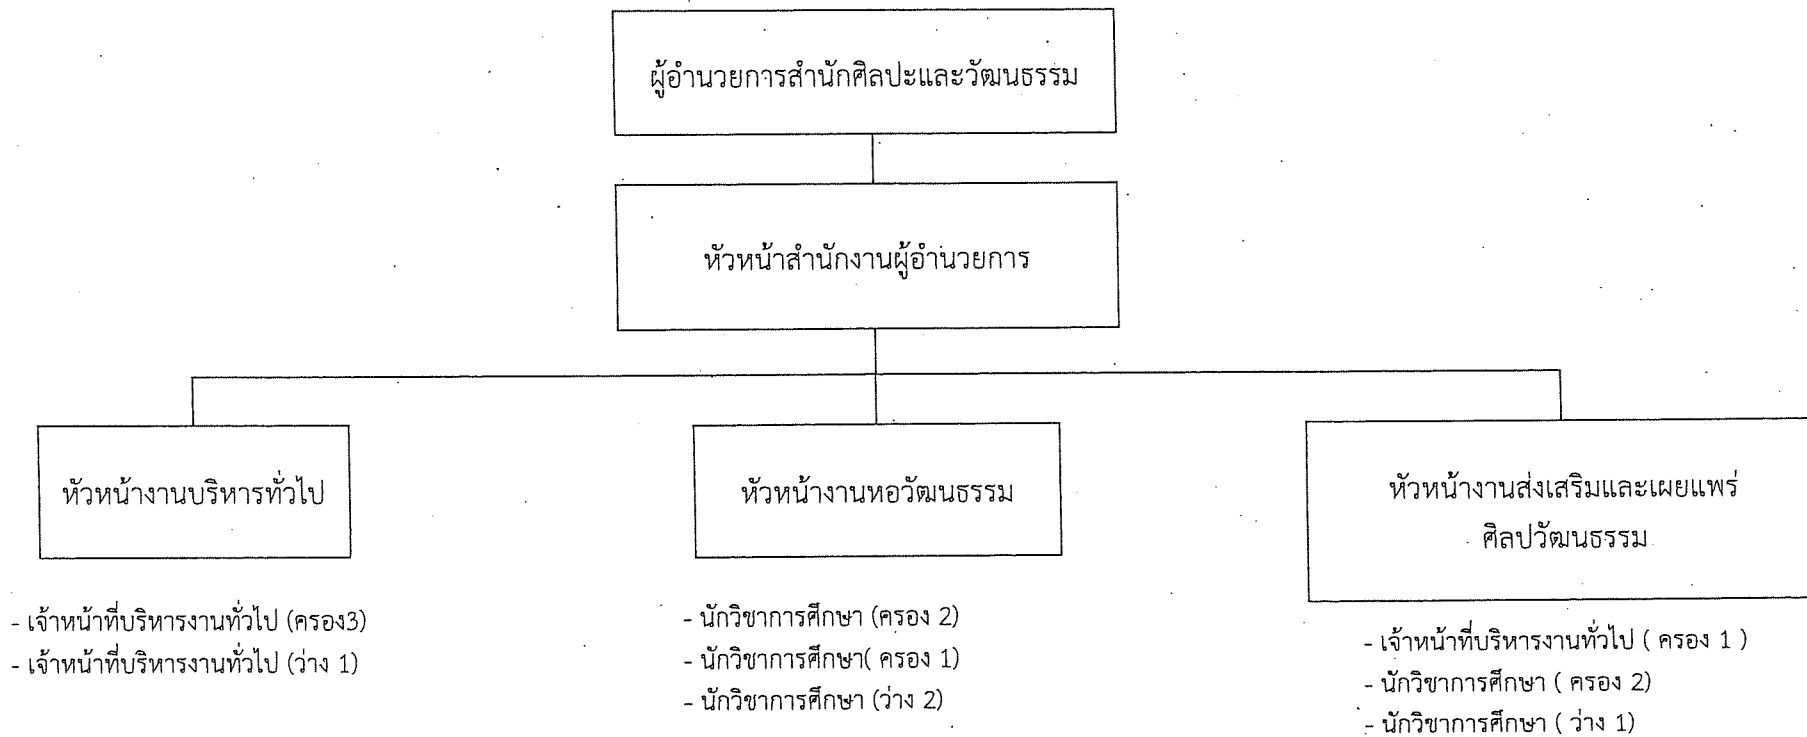 ผู้อำนวยการสำนักศิลปะและวัฒนธรรม
หัวหน้าสำนักงานผู้อำนวยการ
หัวหน้างานบริหารทั่วไป
- เจ้าหน้าที่บริหารงานทั่วไป (ครอง3)
- เจ้าหน้าที่บริหารงานทั่วไป (ว่าง 1)
หัวหน้างานหอวัฒนธรรม
- นักวิชาการศึกษา (ครอง 2)
- นักวิชาการศึกษา( ครอง 1)
- นักวิชาการศึกษา (ว่าง 2)
หัวหน้างานส่งเสริมและเผยแพร่
ศิลปวัฒนธรรม
- เจ้าหน้าที่บริหารงานทั่วไป ( ครอง 1 )
- นักวิชาการศึกษา ( ครอง 2)
- นักวิชาการศึกษา ( ว่าง 1)